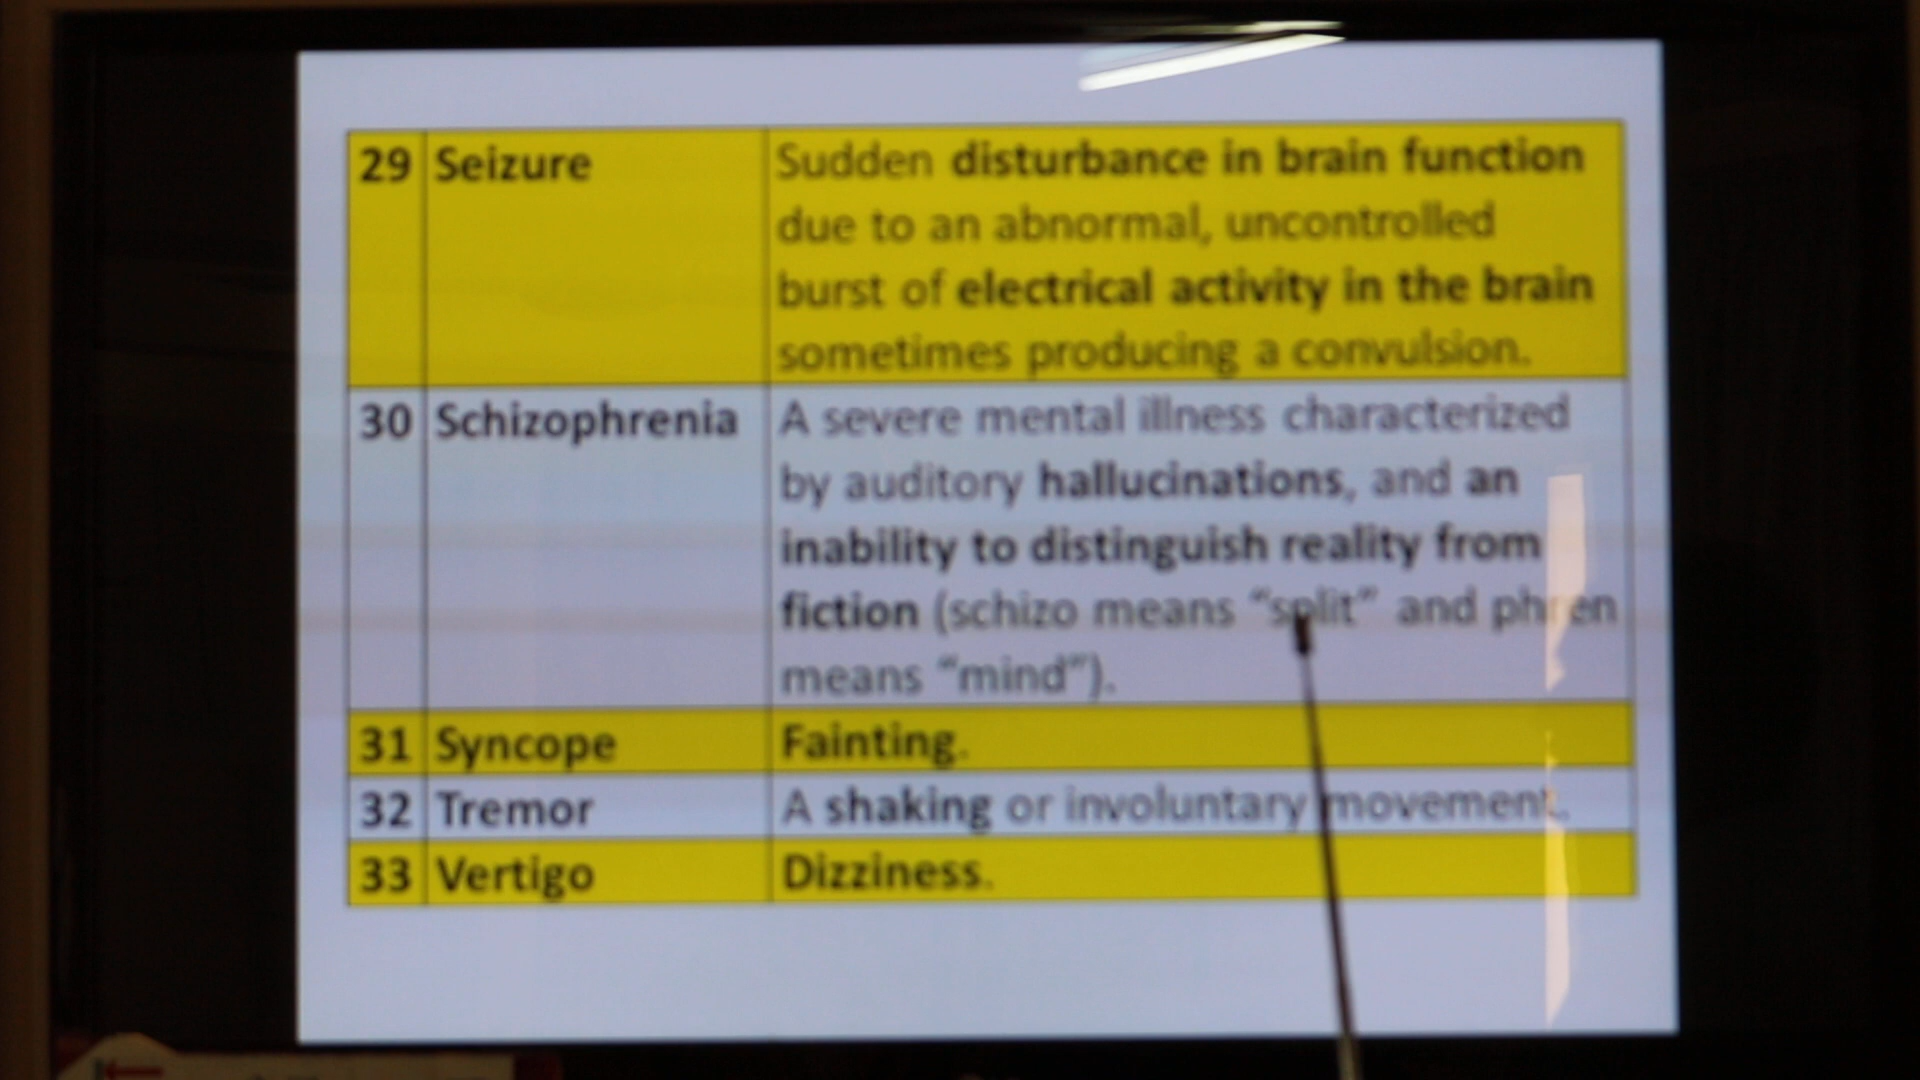 29 Seizure Sudden disturbance in brain function
due to an abnormal, uncontrolled
burst of electrical activity in the brain
sometimes producing a convulsion.
30 Schizophrenia A severe mental illness characterized
by auditory hallucinations, and an
inability to distinguish reality from
fiction (schizo means “split” and phren
means “mind”).
31 Syncope Fainting.
32 Tremor A shaking or involuntary movement.
33 Vertigo Dizziness.